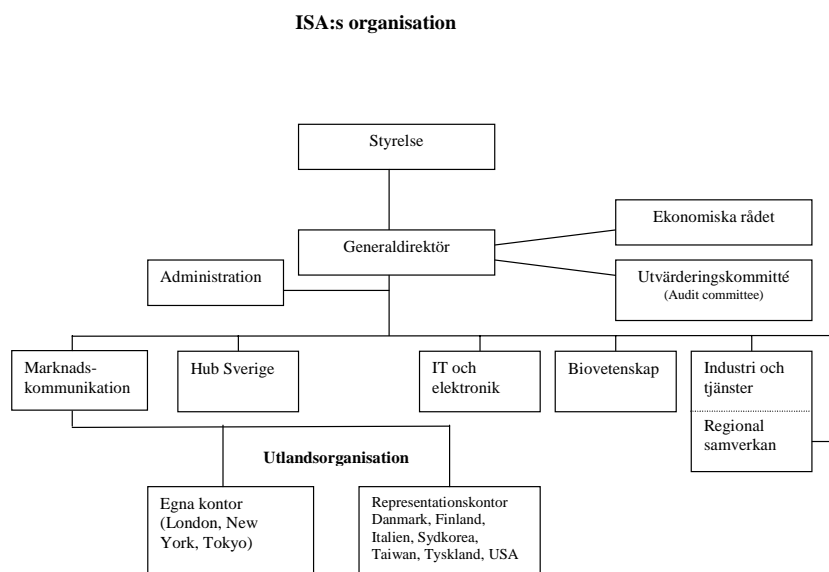 ISA:s organisation
Styrelse
Generaldirektör
Ekonomiska rådet
Administration
Utvärderingskommitté
(Audit committee)
Marknads-
kommunikation
Hub Sverige
IT och
elektronik
Biovetenskap
Industri och
tjänster
Regional
samverkan
Utlandsorganisation
Egna kontor
(London, New
York, Tokyo)
Representationskontor
Danmark, Finland,
Italien, Sydkorea,
Taiwan, Tyskland, USA